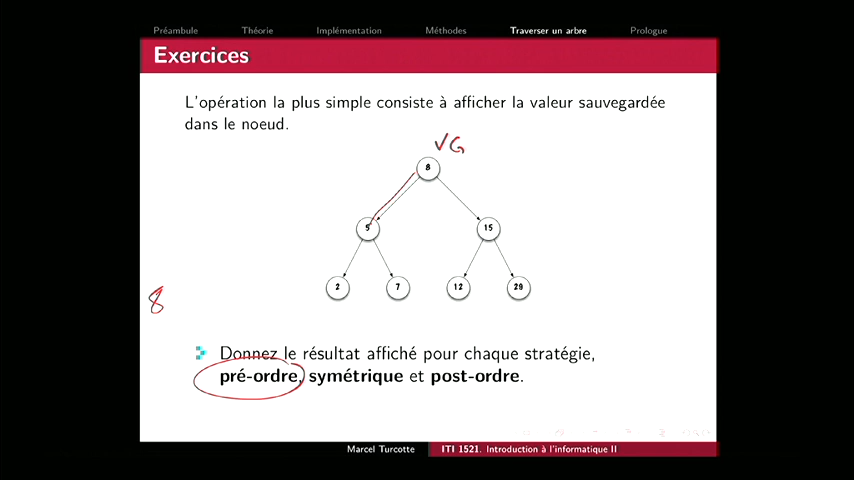 Préambule Théorie Implémentation Méthodes Traverser un arbre Prologue
Exercices
L'opération la plus simple consiste à afficher la valeur sauvegardée
dans le noeud.
VG
8
5 15
2 7 12 29
8
Donnez le résultat affiché pour chaque stratégie,
pré-ordre, symétrique et post-ordre.
Marcel Turcotte ITI 1521. Introduction à l'informatique II